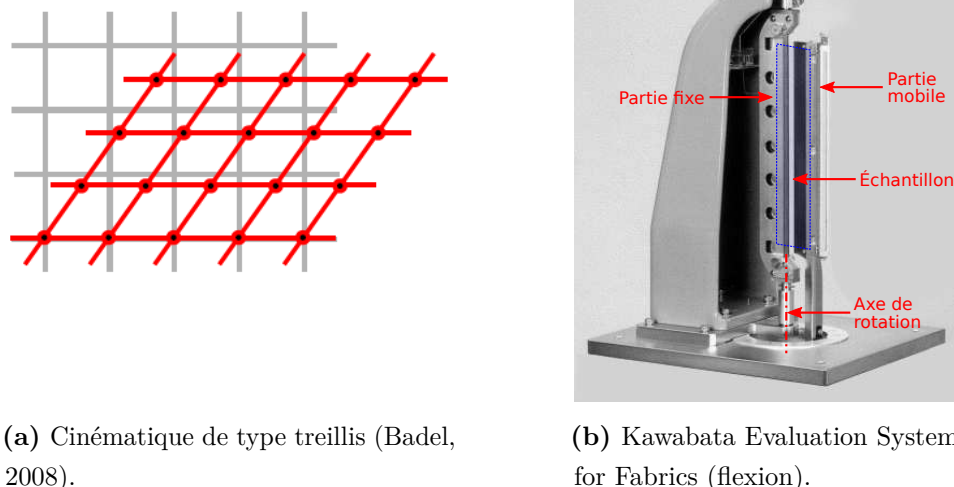 Partie fixe
Partie
mobile
Échantillon
Axe de
rotation
(a) Cinématique de type treillis (Badel,
2008).
(b) Kawabata Evaluation System
for Fabrics (flexion).